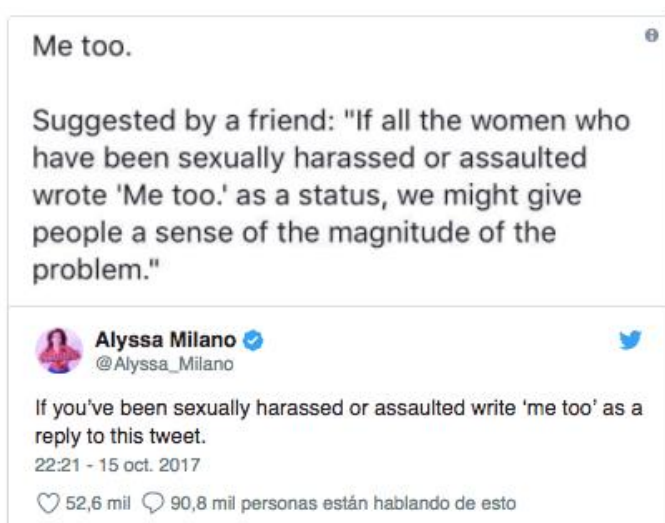 Me too.
Suggested by a friend: "If all the women who
have been sexually harassed or assaulted
wrote 'Me too.' as a status, we might give
people a sense of the magnitude of the
problem."
Alyssa Milano
@Alyssa_Milano
If you've been sexually harassed or assaulted write 'me too' as a
reply to this tweet.
22:21 - 15 oct. 2017
52,6 mil 90,8 mil personas están hablando de esto